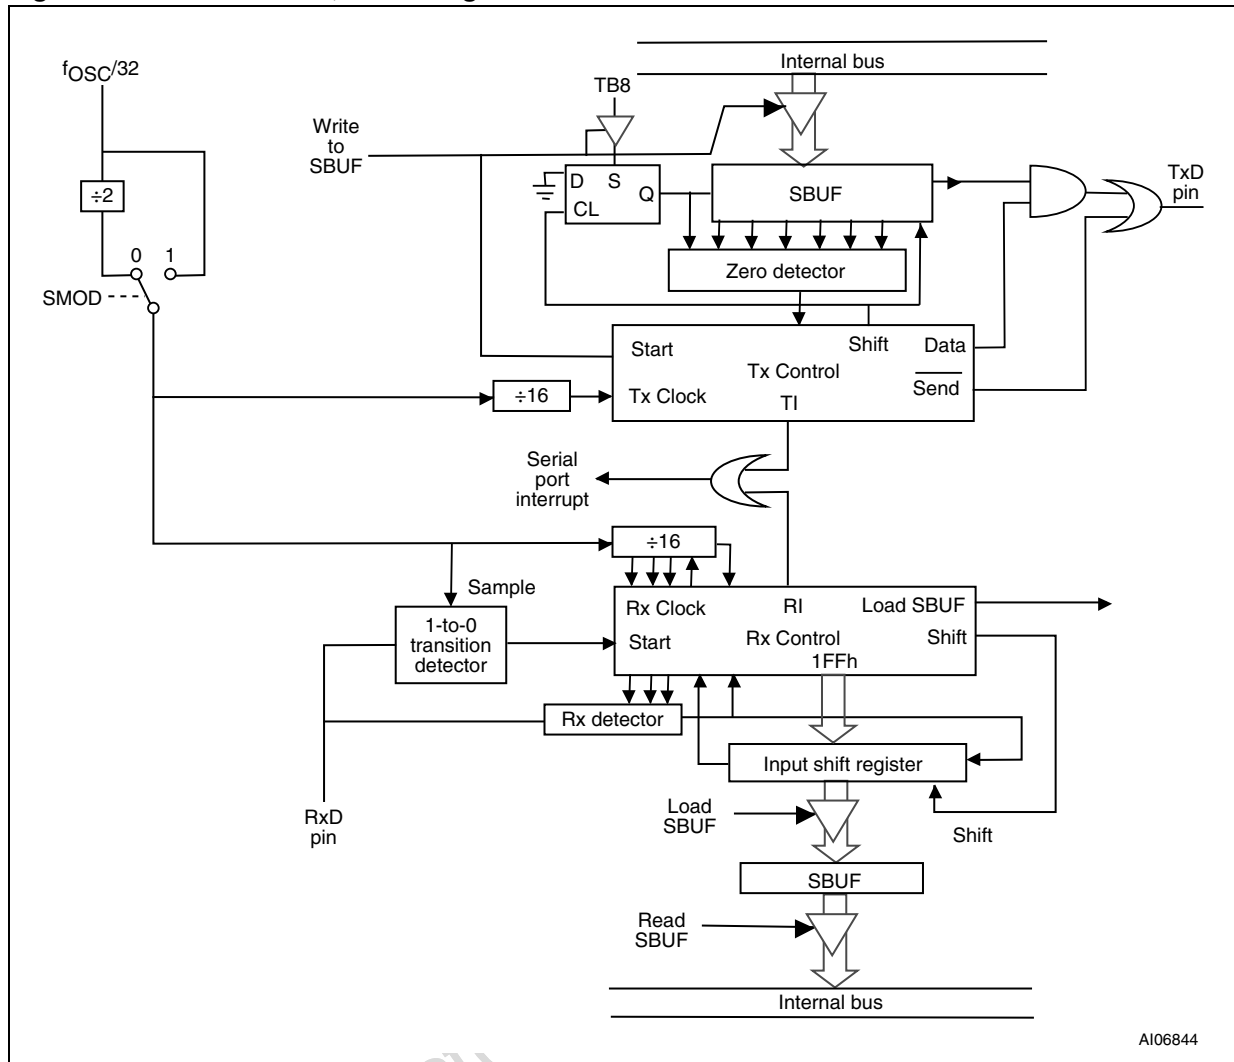 fOSC/32
Internal bus
TB8
Write
to
SBUF
÷2
D
S
Q
CL
SBUF
TxD
pin
0
1
SMOD
Zero detector
Start
Shift
Data
Tx Control
Send
÷16
Tx Clock
TI
Serial
port
interrupt
÷16
Sample
Rx Clock
RI
Load SBUF
1-to-0
transition
detector
Start
Rx Control
Shift
1FFh
Rx detector
Input shift register
RxD
pin
Load
SBUF
Shift
SBUF
Read
SBUF
Internal bus
AI06844